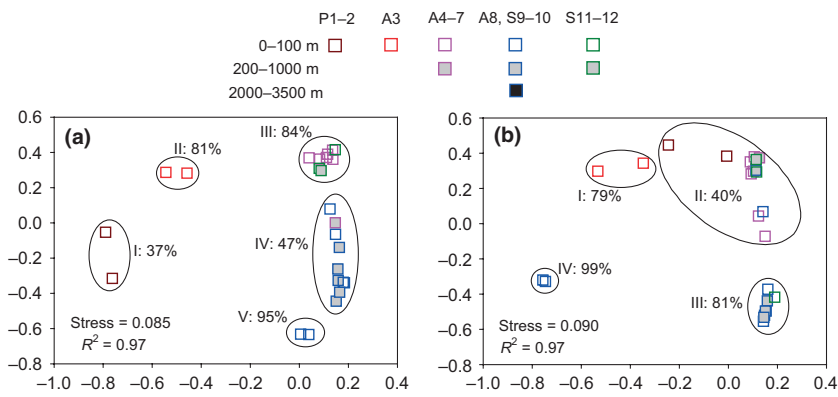 P1–2 A3 A4–7 A8, S9–10 S11–12
0–100 m
200–1000 m
2000–3500 m
(a)
0.6
0.4
0.2
0.0
−0.2
−0.4
−0.6
−0.8
−1.0 −0.8 −0.6 −0.4 −0.2 0.0 0.2 0.4
II: 81%
III: 84%
I: 37%
IV: 47%
V: 95%
Stress = 0.085
R² = 0.97
(b)
0.6
0.4
0.2
0.0
−0.2
−0.4
−0.6
−0.8
−1.0 −0.8 −0.6 −0.4 −0.2 0.0 0.2 0.4
I: 79%
II: 40%
IV: 99%
III: 81%
Stress = 0.090
R² = 0.97